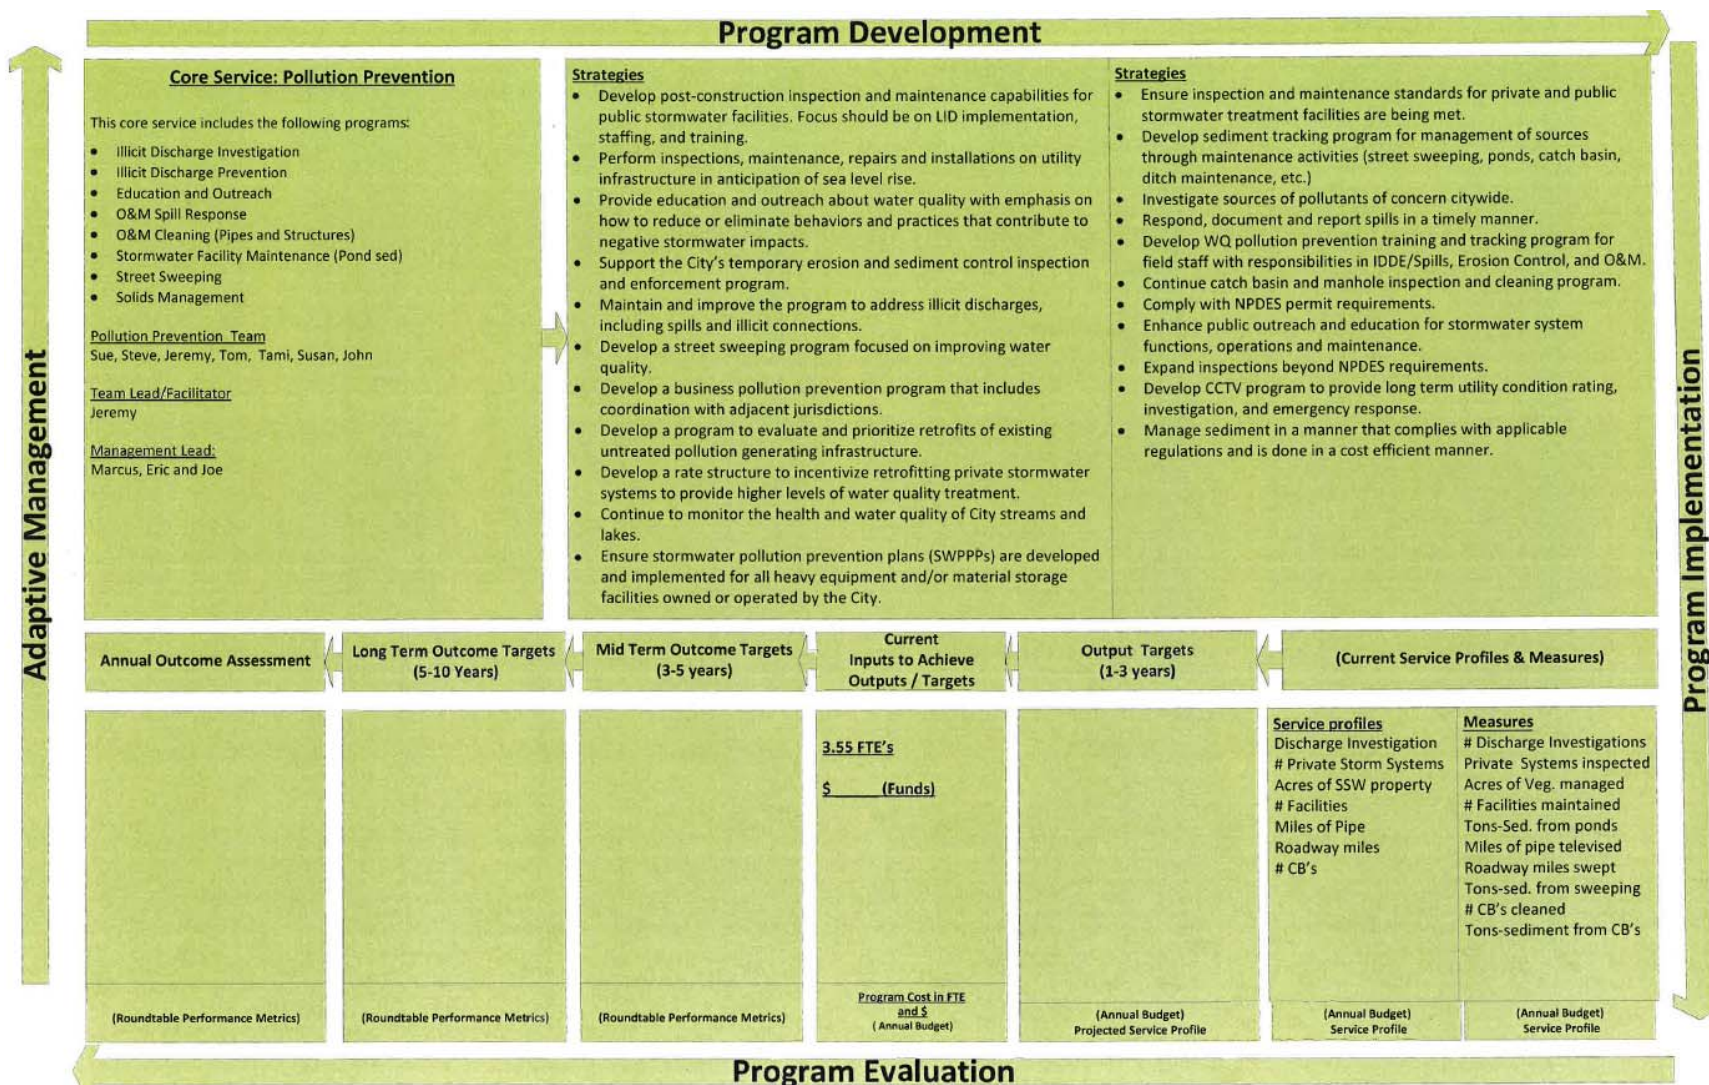 Program Development
Adaptive Management
Core Service: Pollution Prevention
This core service includes the following programs:
• Illicit Discharge Investigation
• Illicit Discharge Prevention
• Education and Outreach
• O&M Spill Response
• O&M Cleaning (Pipes and Structures)
• Stormwater Facility Maintenance (Pond sed)
• Street Sweeping
• Solids Management
Pollution Prevention Team
Sue, Steve, Jeremy, Tom, Tami, Susan, John
Team Lead/Facilitator
Jeremy
Management Lead:
Marcus, Eric and Joe
Strategies
• Develop post-construction inspection and maintenance capabilities for
public stormwater facilities. Focus should be on LID implementation,
staffing, and training.
• Perform inspections, maintenance, repairs and installations on utility
infrastructure in anticipation of sea level rise.
• Provide education and outreach about water quality with emphasis on
how to reduce or eliminate behaviors and practices that contribute to
negative stormwater impacts.
• Support the City's temporary erosion and sediment control inspection
and enforcement program.
• Maintain and improve the program to address illicit discharges,
including spills and illicit connections.
• Develop a street sweeping program focused on improving water
quality.
• Develop a business pollution prevention program that includes
coordination with adjacent jurisdictions.
• Develop a program to evaluate and prioritize retrofits of existing
untreated pollution generating infrastructure.
• Develop a rate structure to incentivize retrofitting private stormwater
systems to provide higher levels of water quality treatment.
• Continue to monitor the health and water quality of City streams and
lakes.
• Ensure stormwater pollution prevention plans (SWPPPs) are developed
and implemented for all heavy equipment and/or material storage
facilities owned or operated by the City.
Strategies
• Ensure inspection and maintenance standards for private and public
stormwater treatment facilities are being met.
• Develop sediment tracking program for management of sources
through maintenance activities (street sweeping, ponds, catch basin,
ditch maintenance, etc.)
• Investigate sources of pollutants of concern citywide.
• Respond, document and report spills in a timely manner.
• Develop WQ pollution prevention training and tracking program for
field staff with responsibilities in IDDE/Spills, Erosion Control, and O&M.
• Continue catch basin and manhole inspection and cleaning program.
• Comply with NPDES permit requirements.
• Enhance public outreach and education for stormwater system
functions, operations and maintenance.
• Expand inspections beyond NPDES requirements.
• Develop CCTV program to provide long term utility condition rating,
investigation, and emergency response.
• Manage sediment in a manner that complies with applicable
regulations and is done in a cost efficient manner.
Program Implementation
Annual Outcome Assessment
Long Term Outcome Targets
(5-10 Years)
Mid Term Outcome Targets
(3-5 years)
Current
Inputs to Achieve
Outputs / Targets
Output Targets
(1-3 years)
(Current Service Profiles & Measures)
3.55 FTE's
$_____ (Funds)
Service profiles
Discharge Investigation
# Private Storm Systems
Acres of SSW property
# Facilities
Miles of Pipe
Roadway miles
# CB's
Measures
# Discharge Investigations
Private Systems inspected
Acres of Veg. managed
# Facilities maintained
Tons-Sed. from ponds
Miles of pipe televised
Roadway miles swept
Tons-sed. from sweeping
# CB's cleaned
Tons-sediment from CB's
(Roundtable Performance Metrics)
(Roundtable Performance Metrics)
(Roundtable Performance Metrics)
Program Cost in FTE
and $
( Annual Budget)
(Annual Budget)
Projected Service Profile
(Annual Budget)
Service Profile
(Annual Budget)
Service Profile
Program Evaluation